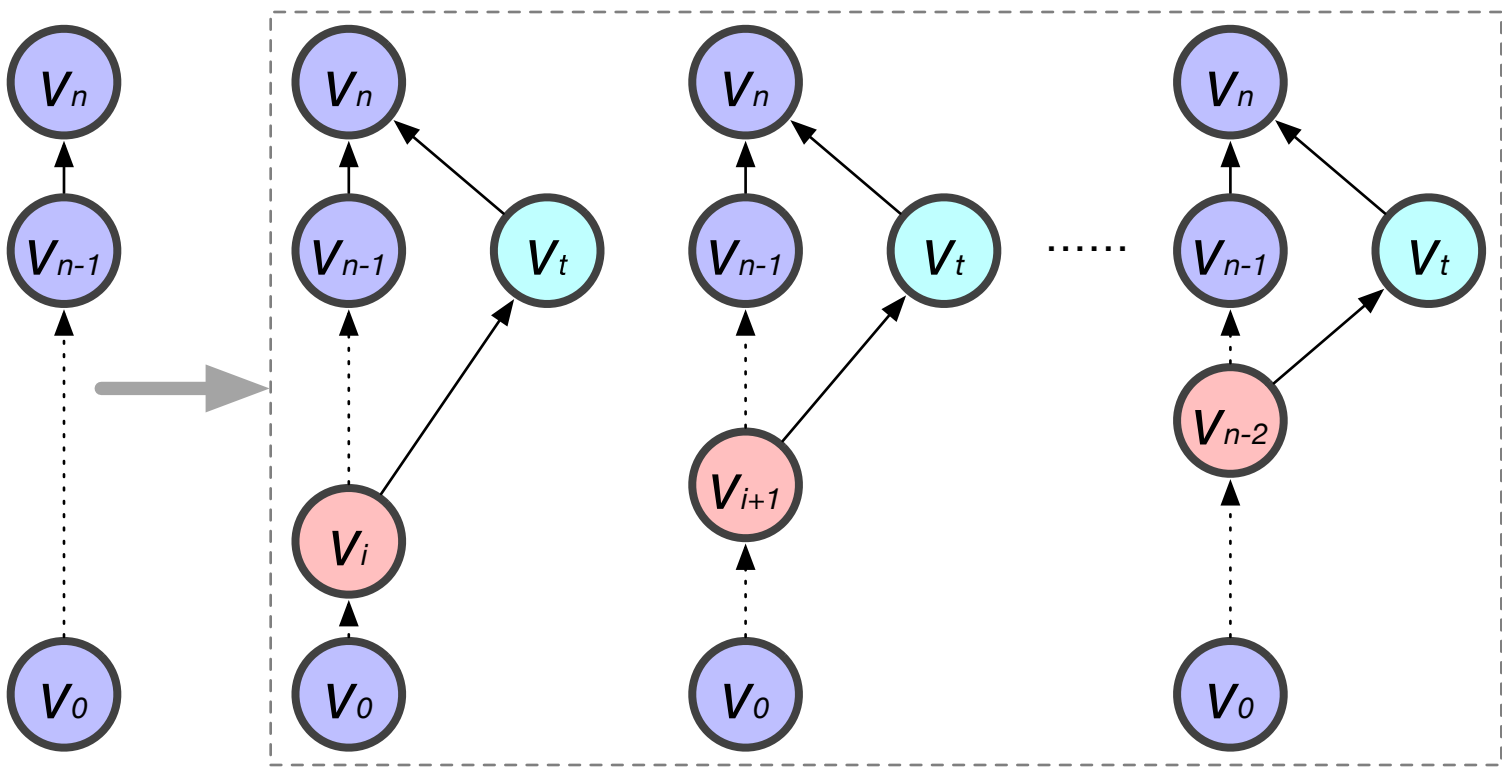 Vn Vn Vn Vn
Vn-1 Vn-1 Vt Vn-1 Vt ...... Vn-1 Vt
Vn-2
Vi+1
Vi
V0 V0 V0 V0